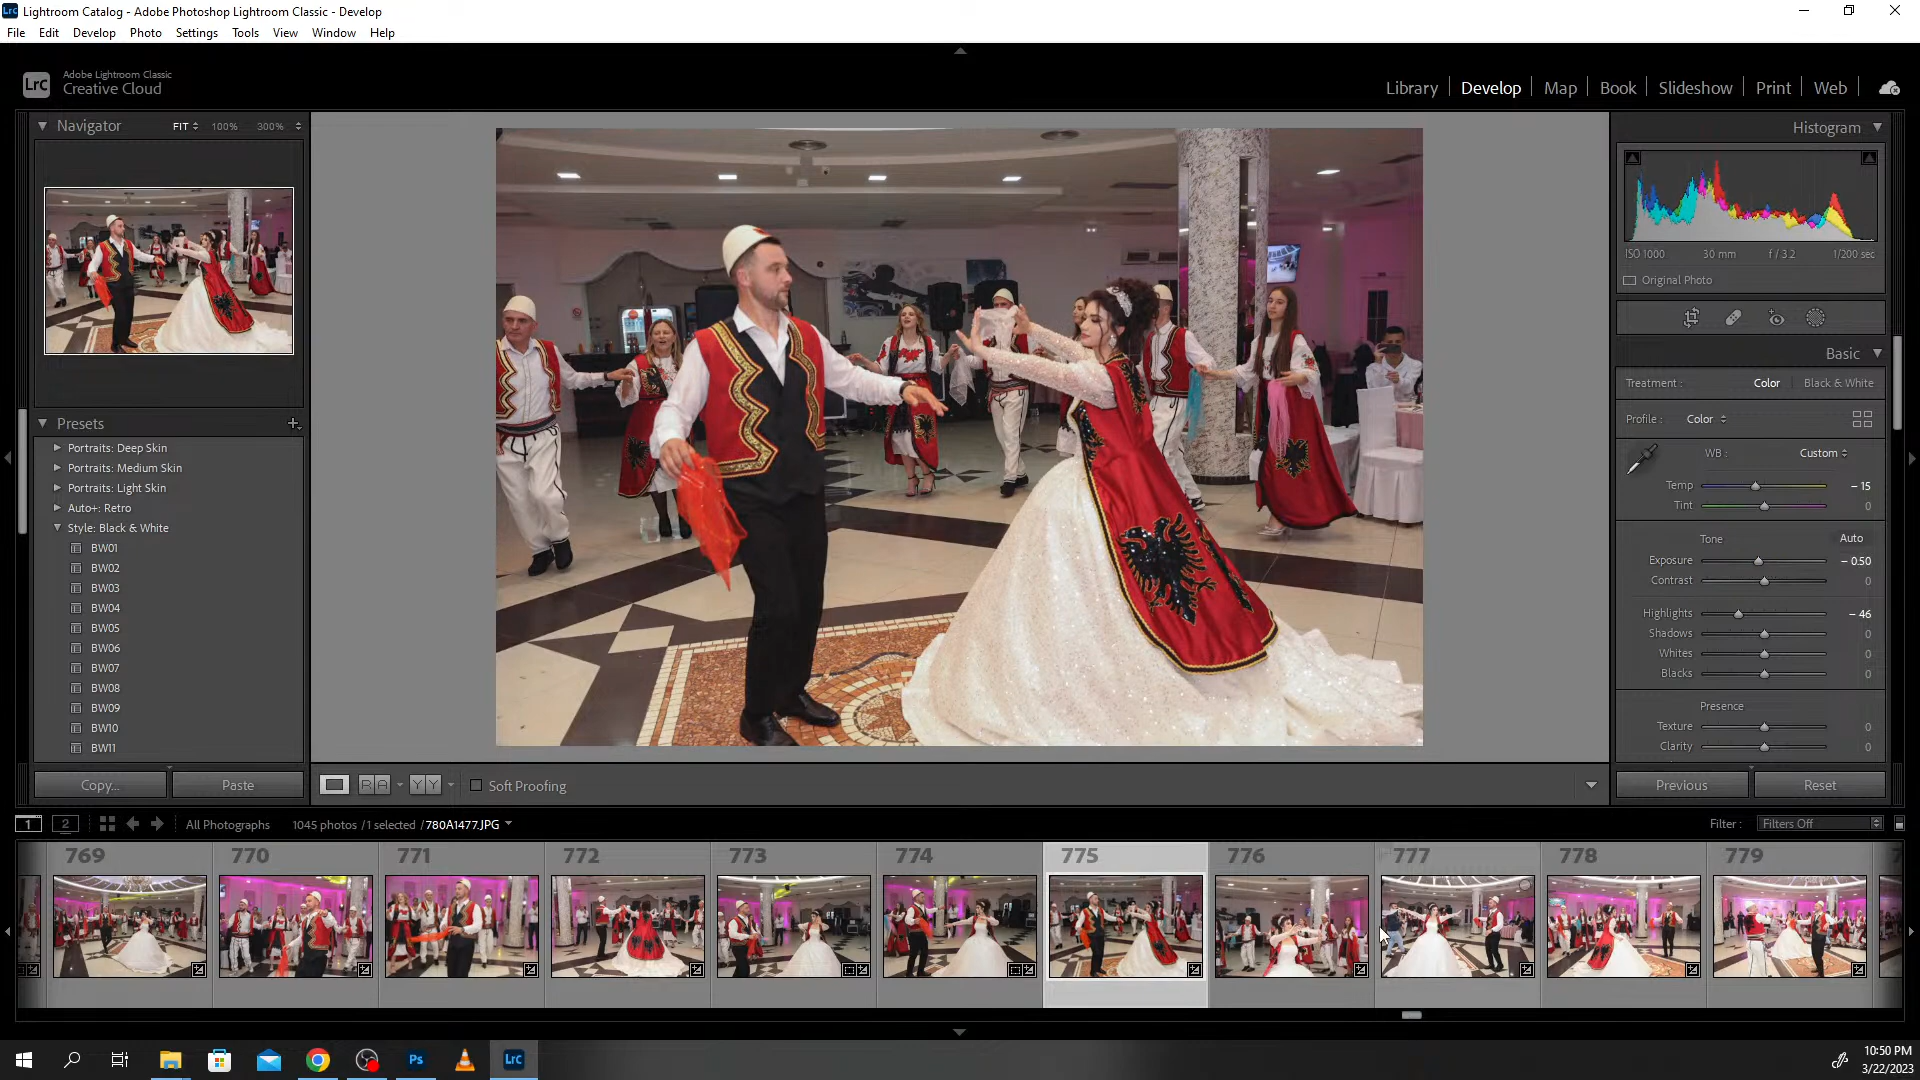 Lightroom Catalog - Adobe Photoshop Lightroom Classic - Develop
File Edit Develop Photo Settings Tools View Window Help
LrC
Adobe Lightroom Classic
Creative Cloud
Library Develop Map Book Slideshow Print Web
Navigator FIT 100% 300%
Histogram
ISO 1000 30 mm f / 3.2 1/200 sec
Original Photo
Basic
Treatment : Color Black & White
Profile : Color
WB : Custom
Temp – 15
Tint 0
Tone Auto
Exposure – 0.50
Contrast 0
Highlights – 46
Shadows 0
Whites 0
Blacks 0
Presence
Texture 0
Clarity 0
Previous Reset
Presets
Portraits: Deep Skin
Portraits: Medium Skin
Portraits: Light Skin
Auto+: Retro
Style: Black & White
BW01
BW02
BW03
BW04
BW05
BW06
BW07
BW08
BW09
BW10
BW11
Copy... Paste
R A Y Y Soft Proofing
1 2 All Photographs 1045 photos / 1 selected / 780A1477.JPG
Filter : Filters Off
769 770 771 772 773 774 775 776 777 778 779
Ps LrC
10:50 PM
3/22/2023